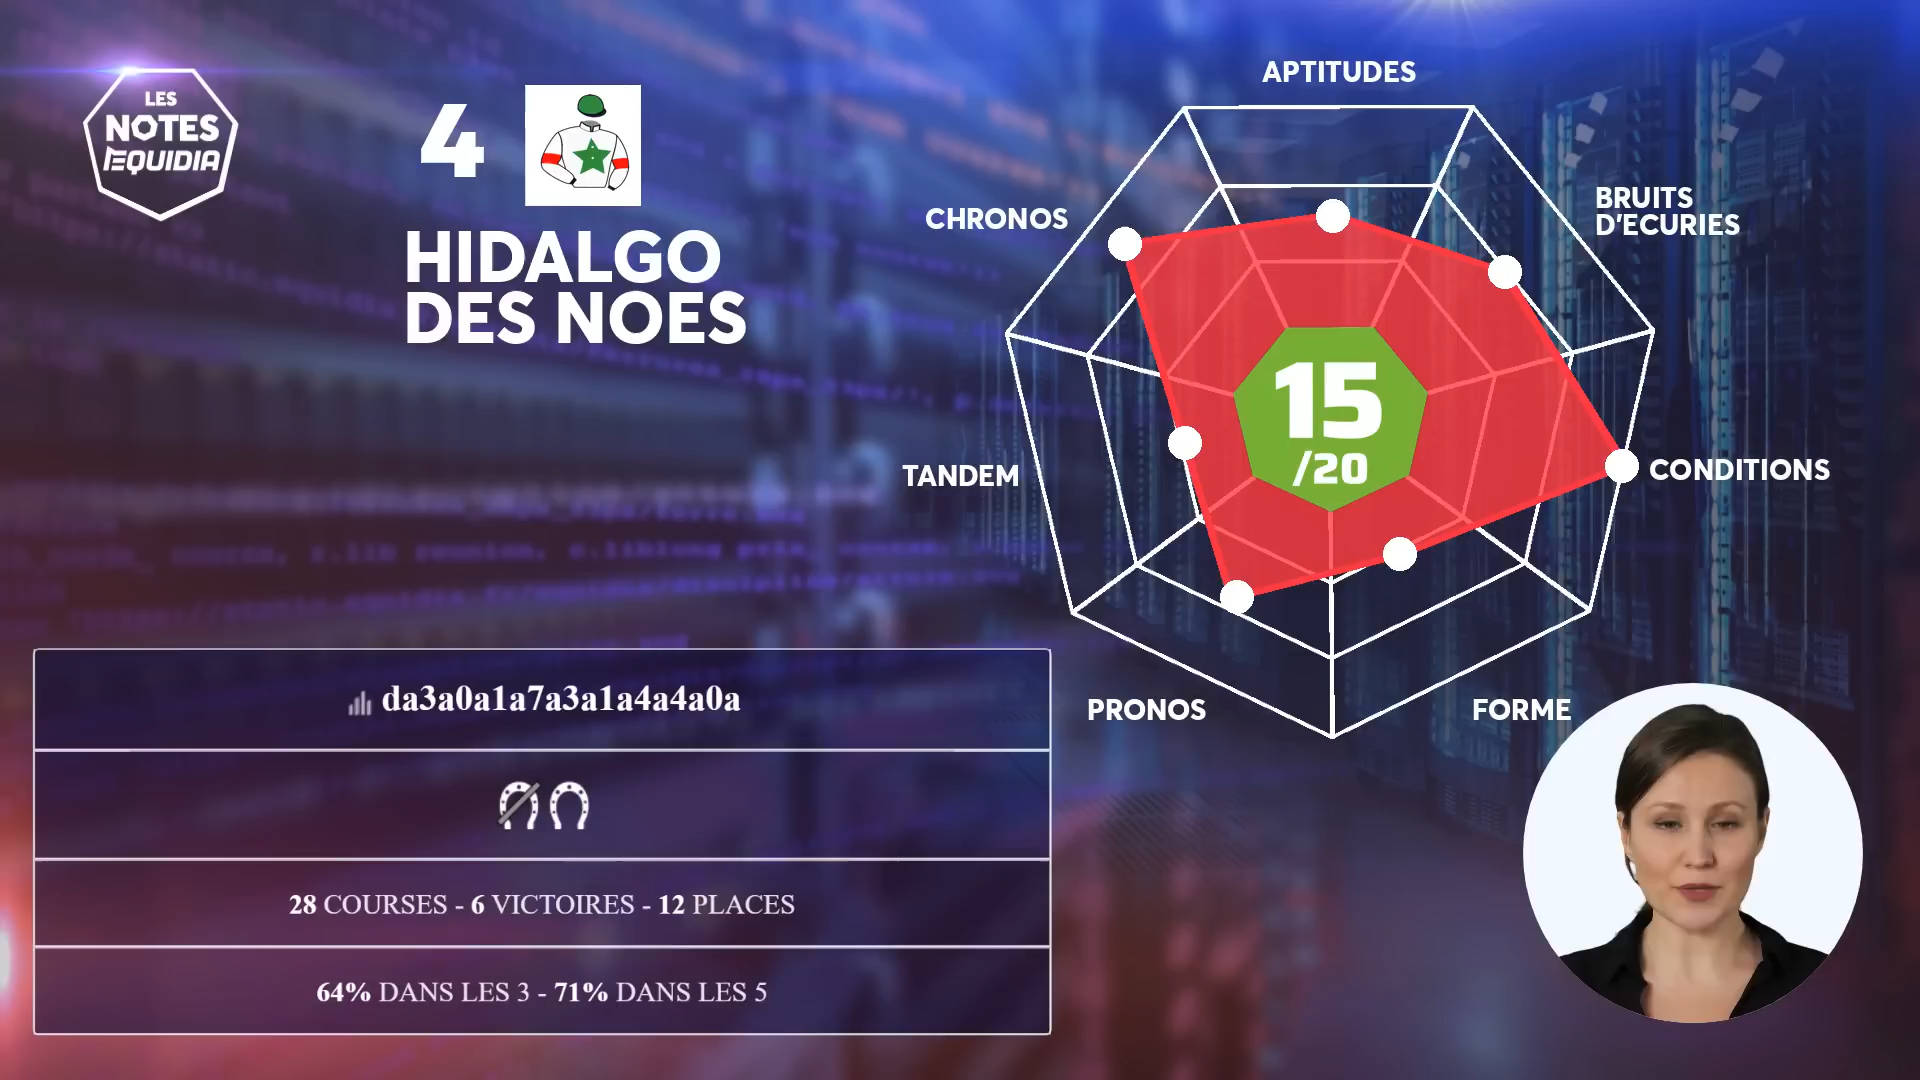 LES
NOTES
EQUIDIA
4
HIDALGO
DES NOES
APTITUDES
BRUITS
D'ECURIES
CHRONOS
CONDITIONS
TANDEM
PRONOS
FORME
15
/20
da3a0a1a7a3a1a4a4a0a
28 COURSES - 6 VICTOIRES - 12 PLACES
64% DANS LES 3 - 71% DANS LES 5